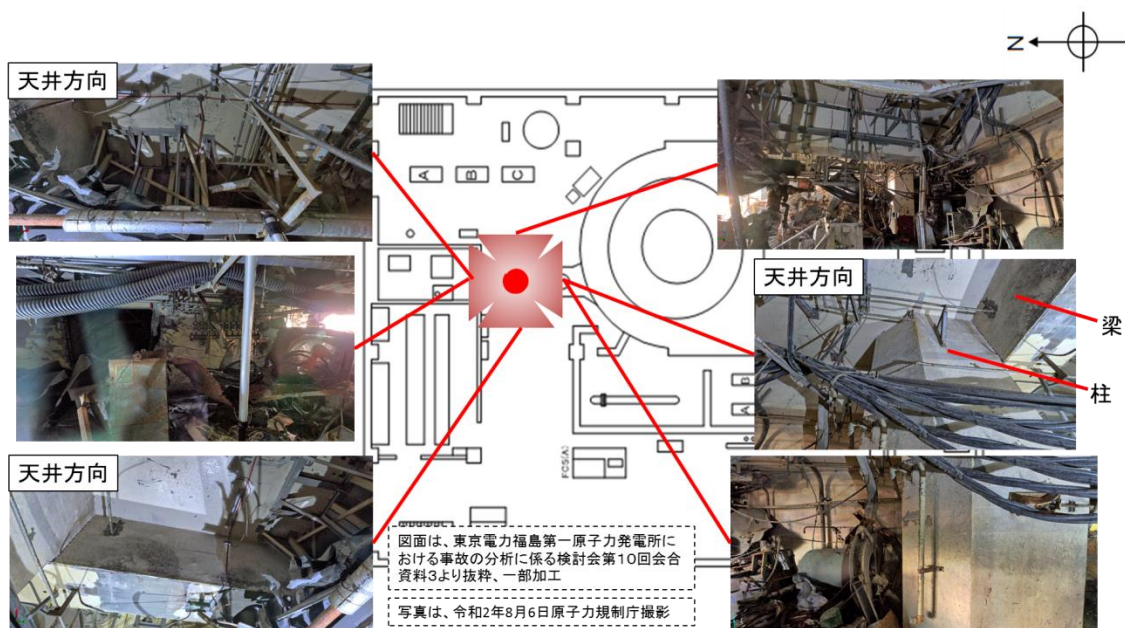 N
天井方向
A B C
天井方向
梁
柱
B
A
FCS(A)
天井方向
図面は、東京電力福島第一原子力発電所に
おける事故の分析に係る検討会第10回会合
資料3より抜粋、一部加工
写真は、令和2年8月6日原子力規制庁撮影